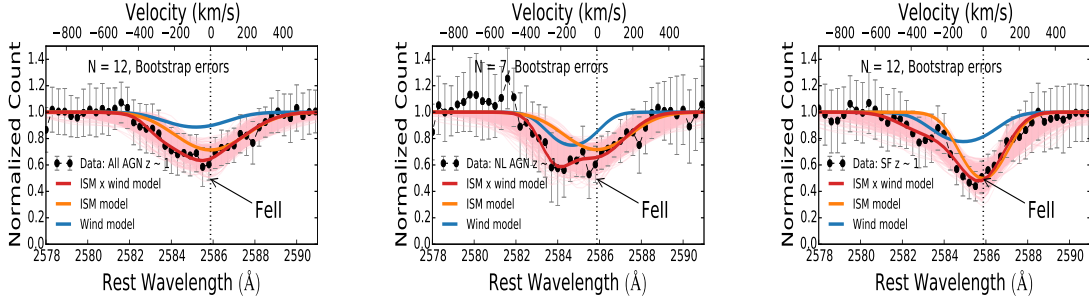 Velocity (km/s)
−800 −600 −400 −200 0 200 400
N = 12, Bootstrap errors
Normalized Count
1.4
1.2
1.0
0.8
0.6
0.4
0.2
0.0
Data: All AGN z ~ 1
ISM x wind model
ISM model
Wind model
FeII
2578 2580 2582 2584 2586 2588 2590
Rest Wavelength (Å)
Velocity (km/s)
−800 −600 −400 −200 0 200 400
N = 7, Bootstrap errors
Normalized Count
1.4
1.2
1.0
0.8
0.6
0.4
0.2
0.0
Data: NL AGN z ~
ISM x wind model
ISM model
Wind model
FeII
2578 2580 2582 2584 2586 2588 2590
Rest Wavelength (Å)
Velocity (km/s)
−800 −600 −400 −200 0 200 400
N = 12, Bootstrap errors
Normalized Count
1.4
1.2
1.0
0.8
0.6
0.4
0.2
0.0
Data: SF z ~ 1
ISM x wind model
ISM model
Wind model
FeII
2578 2580 2582 2584 2586 2588 2590
Rest Wavelength (Å)